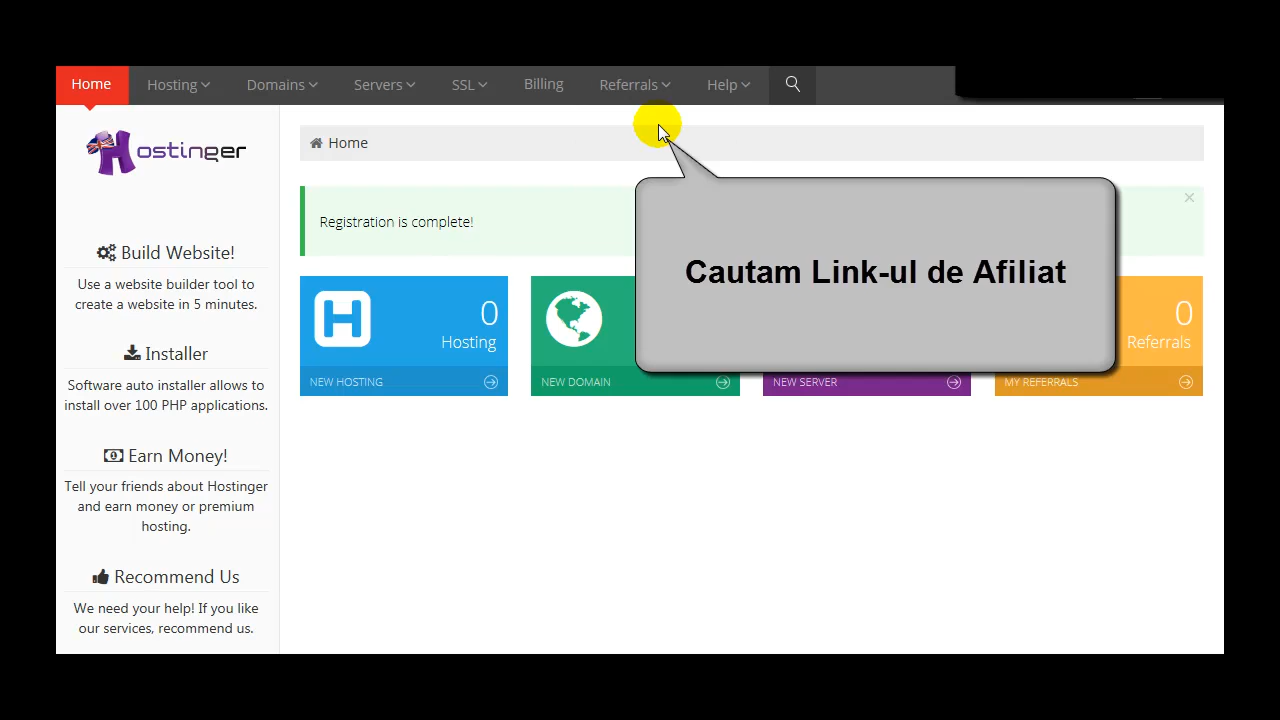 Home Hosting Domains Servers SSL Billing Referrals Help
Hostinger
Home
Registration is complete!
Cautam Link-ul de Afiliat
Build Website!
Use a website builder tool to
create a website in 5 minutes.
Installer
Software auto installer allows to
install over 100 PHP applications.
Earn Money!
Tell your friends about Hostinger
and earn money or premium
hosting.
Recommend Us
We need your help! If you like
our services, recommend us.
H
0
Hosting
NEW HOSTING
NEW DOMAIN
NEW SERVER
0
Referrals
MY REFERRALS